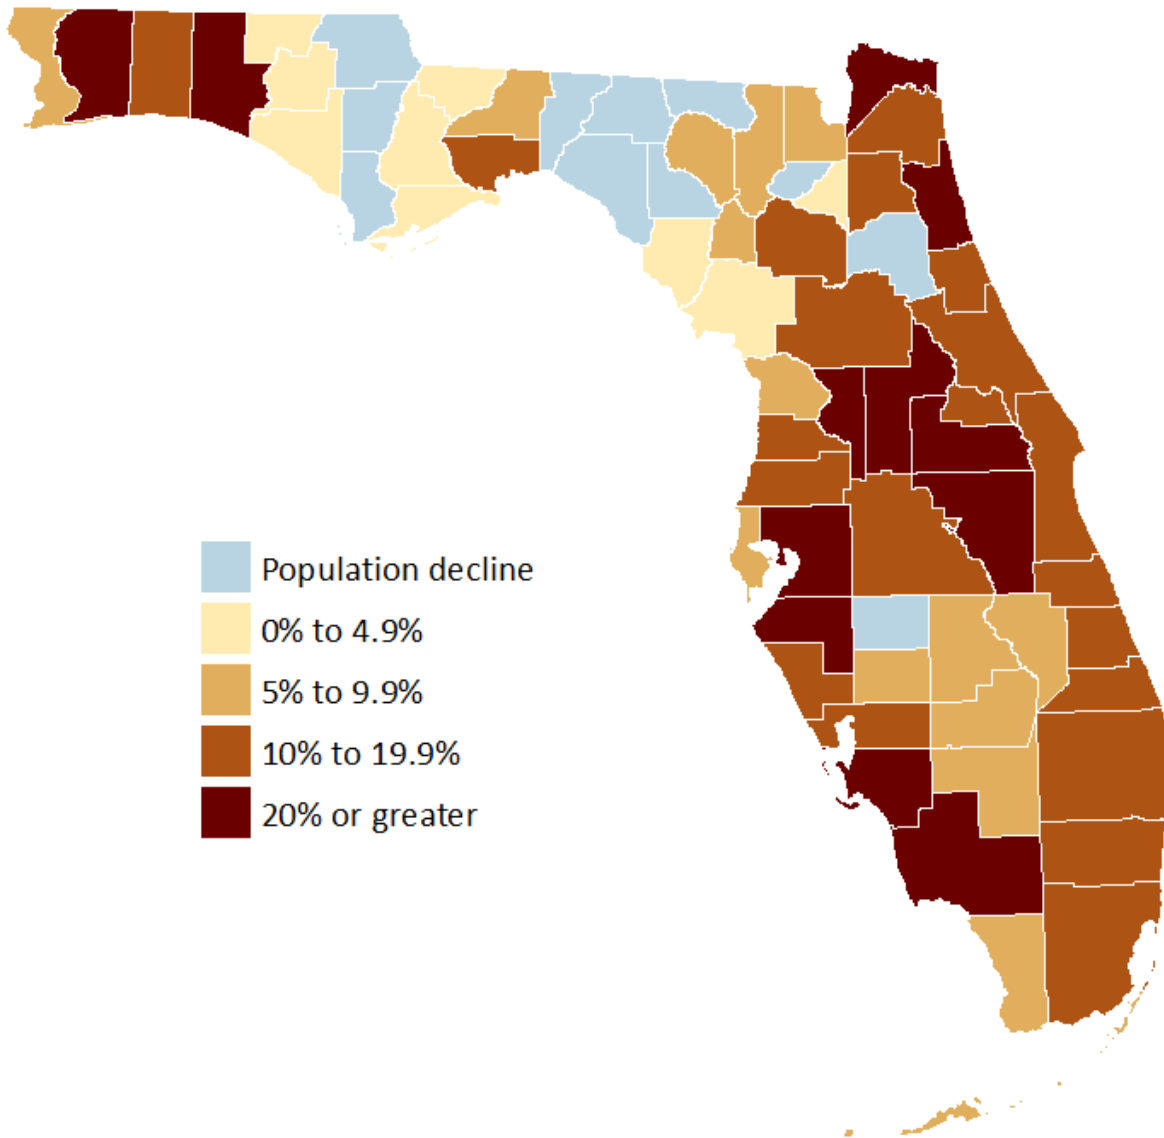 Population decline
0% to 4.9%
5% to 9.9%
10% to 19.9%
20% or greater